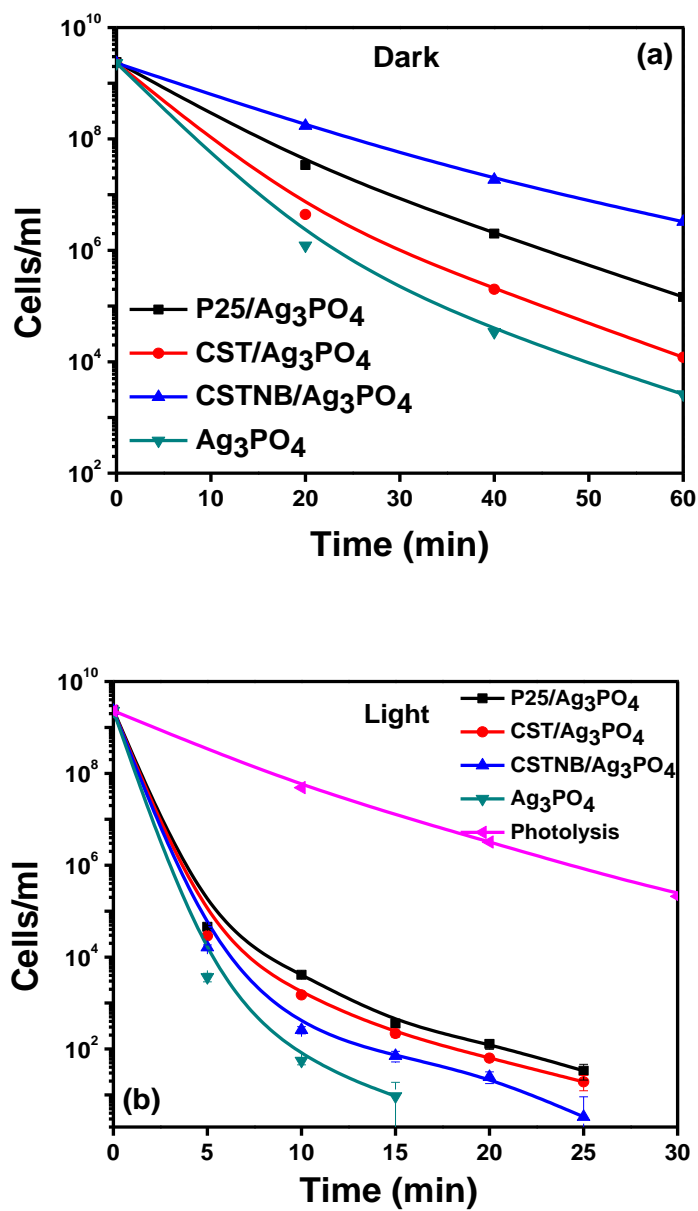 (a)
Dark
10^10
10^8
10^6
10^4
10^2
Cells/ml
P25/Ag3PO4
CST/Ag3PO4
CSTNB/Ag3PO4
Ag3PO4
0 10 20 30 40 50 60
Time (min)
Light
10^10
10^8
10^6
10^4
10^2
Cells/ml
P25/Ag3PO4
CST/Ag3PO4
CSTNB/Ag3PO4
Ag3PO4
Photolysis
(b)
0 5 10 15 20 25 30
Time (min)